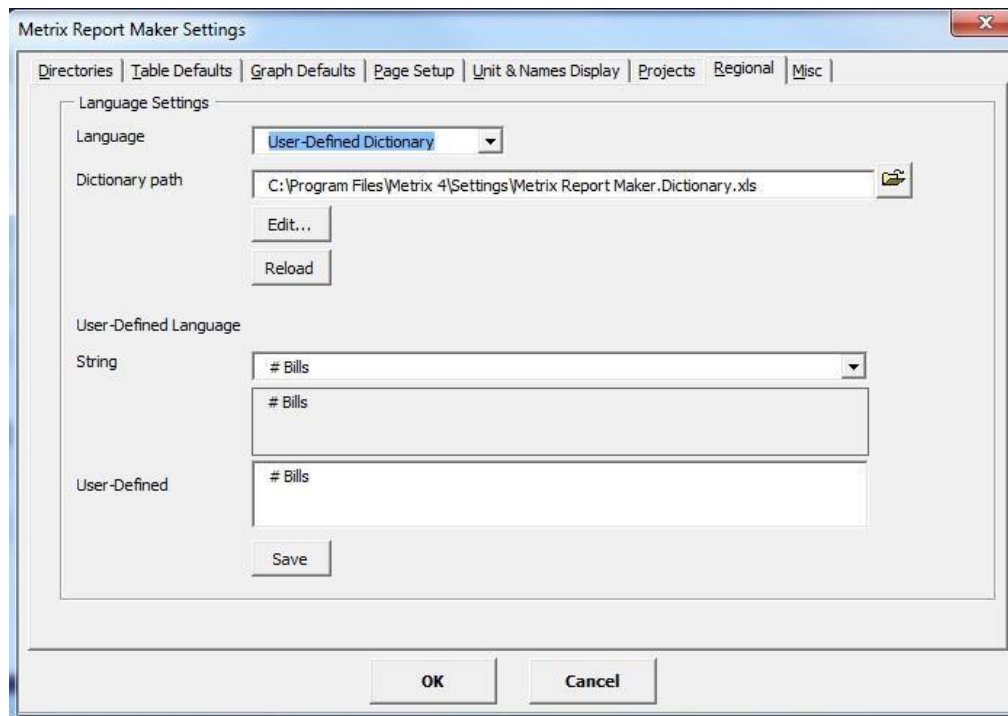 Metrix Report Maker Settings
x
Directories | Table Defaults | Graph Defaults | Page Setup | Unit & Names Display | Projects | Regional | Misc |
Language Settings
Language
User-Defined Dictionary
Dictionary path
C:\Program Files\Metrix 4\Settings\Metrix Report Maker.Dictionary.xls
Edit...
Reload
User-Defined Language
String
# Bills
# Bills
User-Defined
# Bills
Save
OK
Cancel